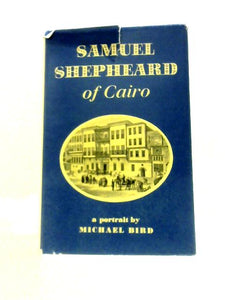 SAMUEL
SHEPHEARD
of Cairo
a portrait by
MICHAEL BIRD